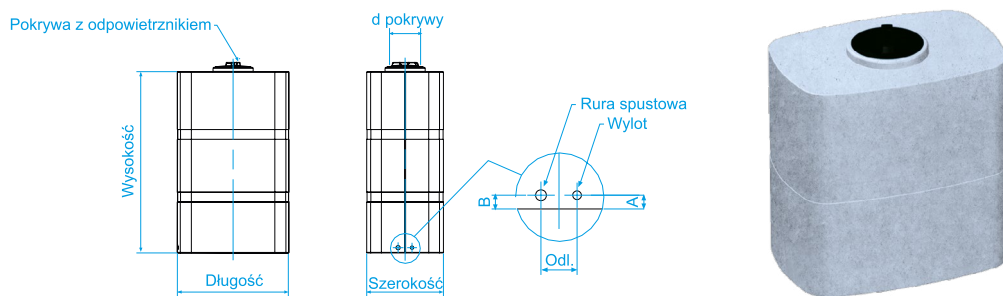 Pokrywa z odpowietrznikiem
d pokrywy
Wysokość
Rura spustowa
Wylot
B
A
Odl.
Długość
Szerokość